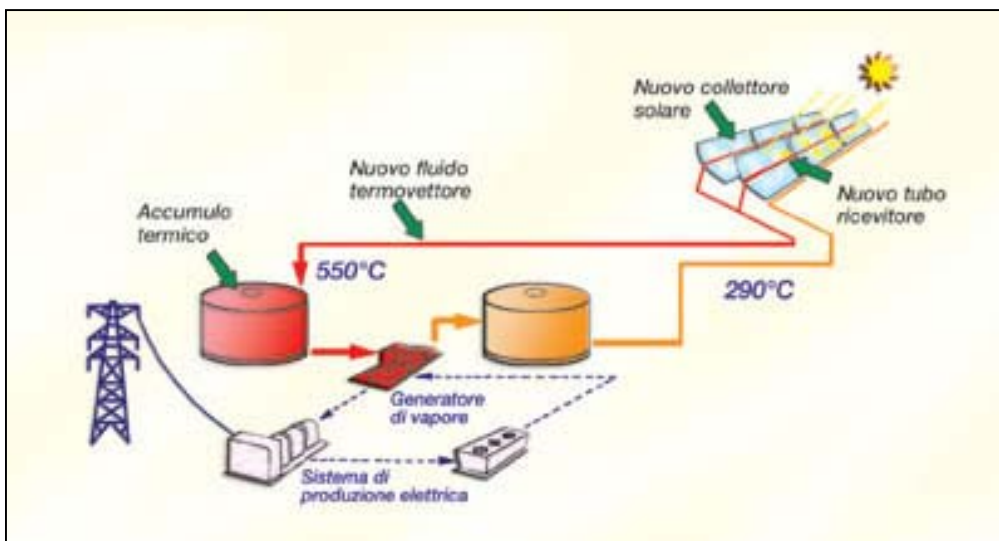 Nuovo collettore
solare
Nuovo fluido
termovettore
Nuovo tubo
ricevitore
Accumulo
termico
550°C
290°C
Generatore
di vapore
Sistema di
produzione elettrica